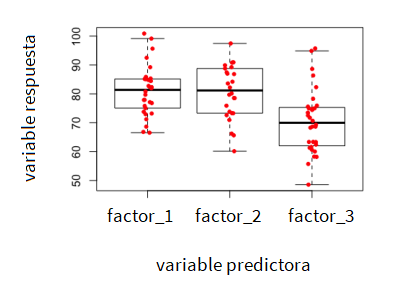 variable respuesta
100
90
80
70
60
50
factor_1 factor_2 factor_3
variable predictora